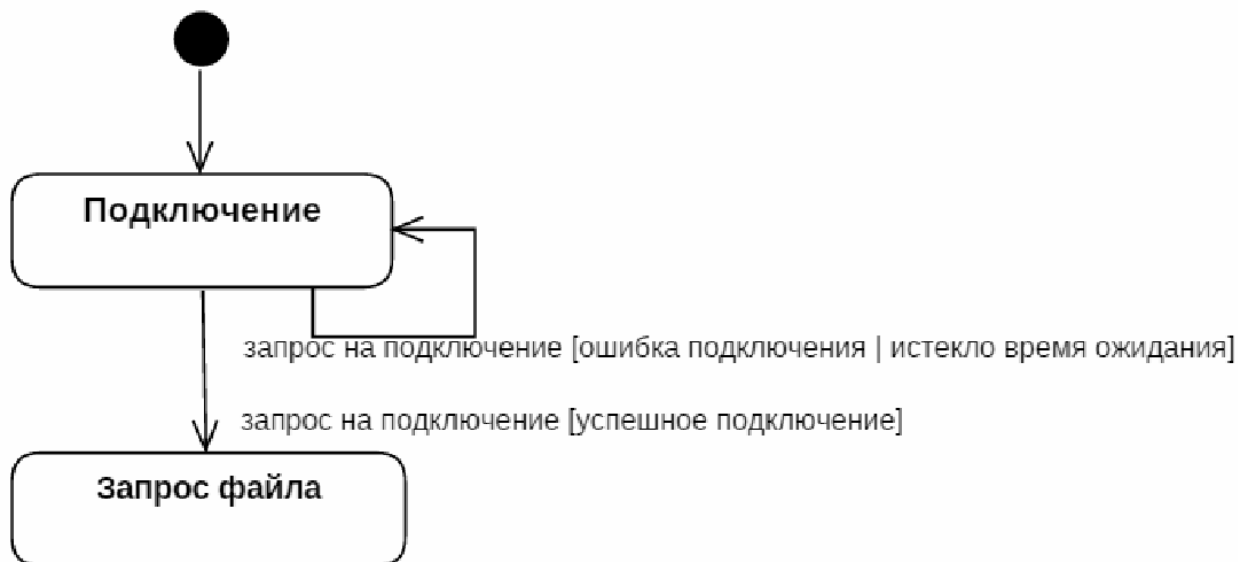 Подключение
запрос на подключение [ошибка подключения | истекло время ожидания]
запрос на подключение [успешное подключение]
Запрос файла